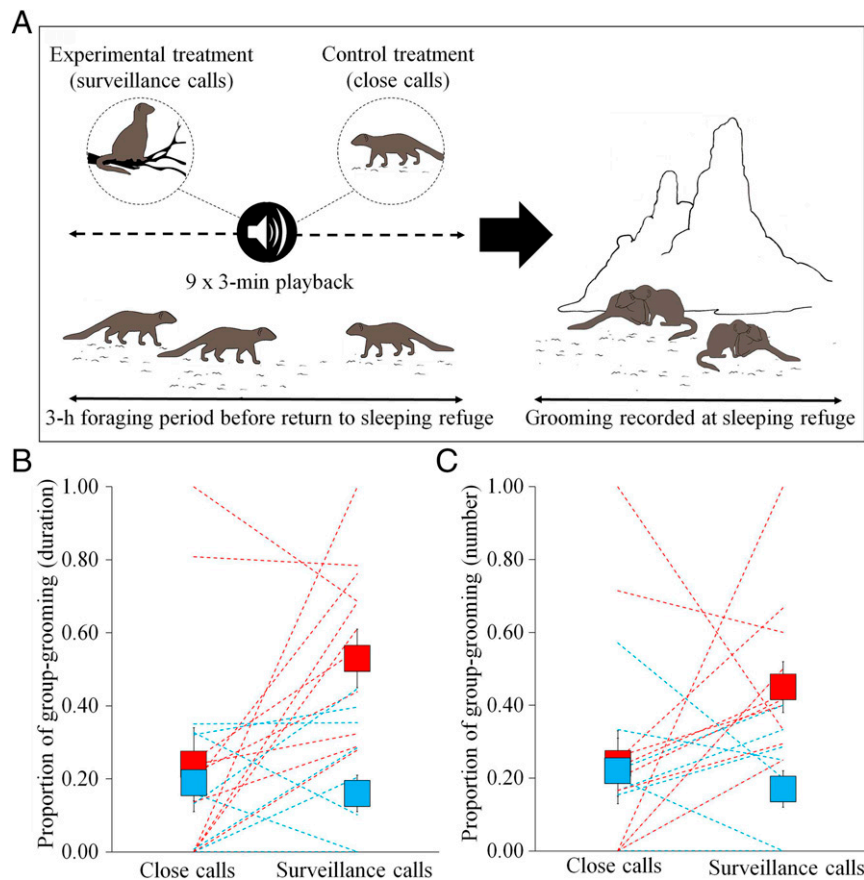 A
Experimental treatment
(surveillance calls)
Control treatment
(close calls)
9 x 3-min playback
3-h foraging period before return to sleeping refuge
Grooming recorded at sleeping refuge
B
Proportion of group-grooming (duration)
1.00
0.80
0.60
0.40
0.20
0.00
Close calls
Surveillance calls
C
Proportion of group-grooming (number)
1.00
0.80
0.60
0.40
0.20
0.00
Close calls
Surveillance calls